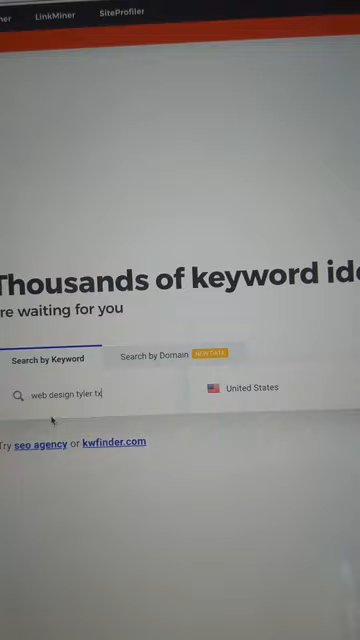 LinkMiner SiteProfiler
Thousands of keyword
re waiting for you
Search by Keyword Search by Domain NEW DATA
web design tyler tx United States
Try seo agency or kwfinder.com